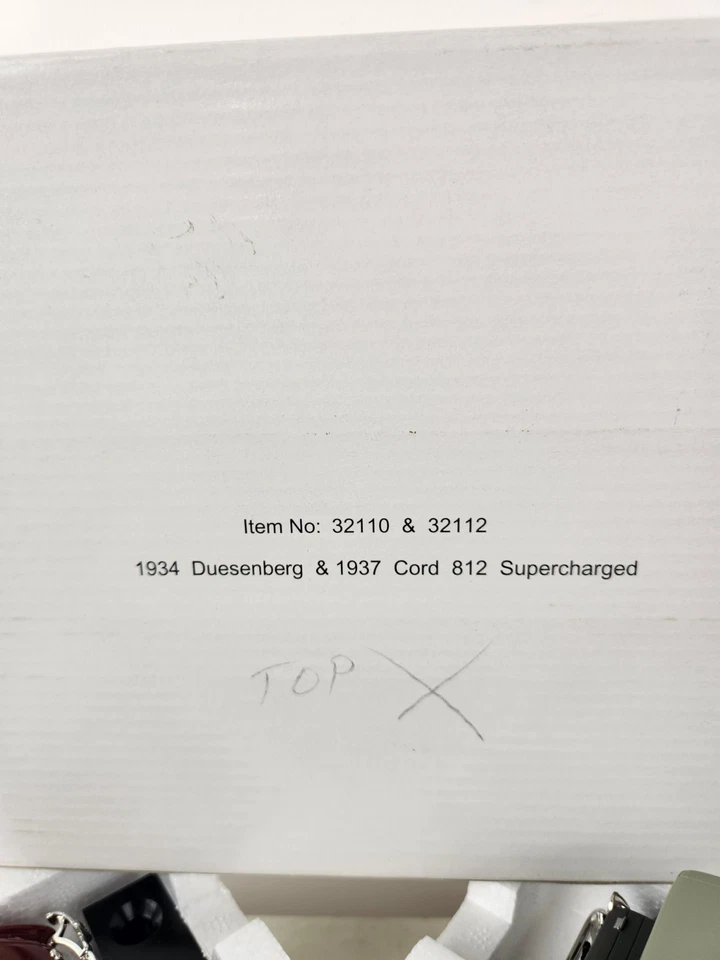 Item No: 32110 & 32112
1934 Duesenberg & 1937 Cord 812 Supercharged
TOP X